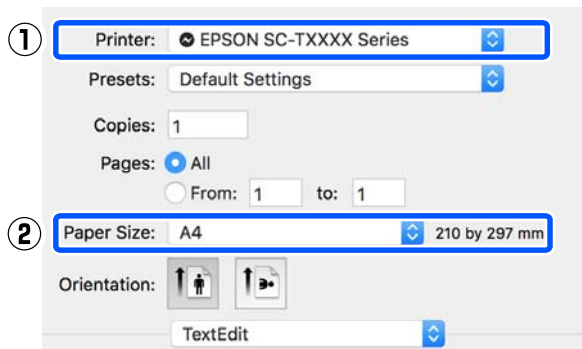 ① Printer: EPSON SC-TXXXX Series
Presets: Default Settings
Copies: 1
Pages: All
From: 1 to: 1
② Paper Size: A4 210 by 297 mm
Orientation:
TextEdit